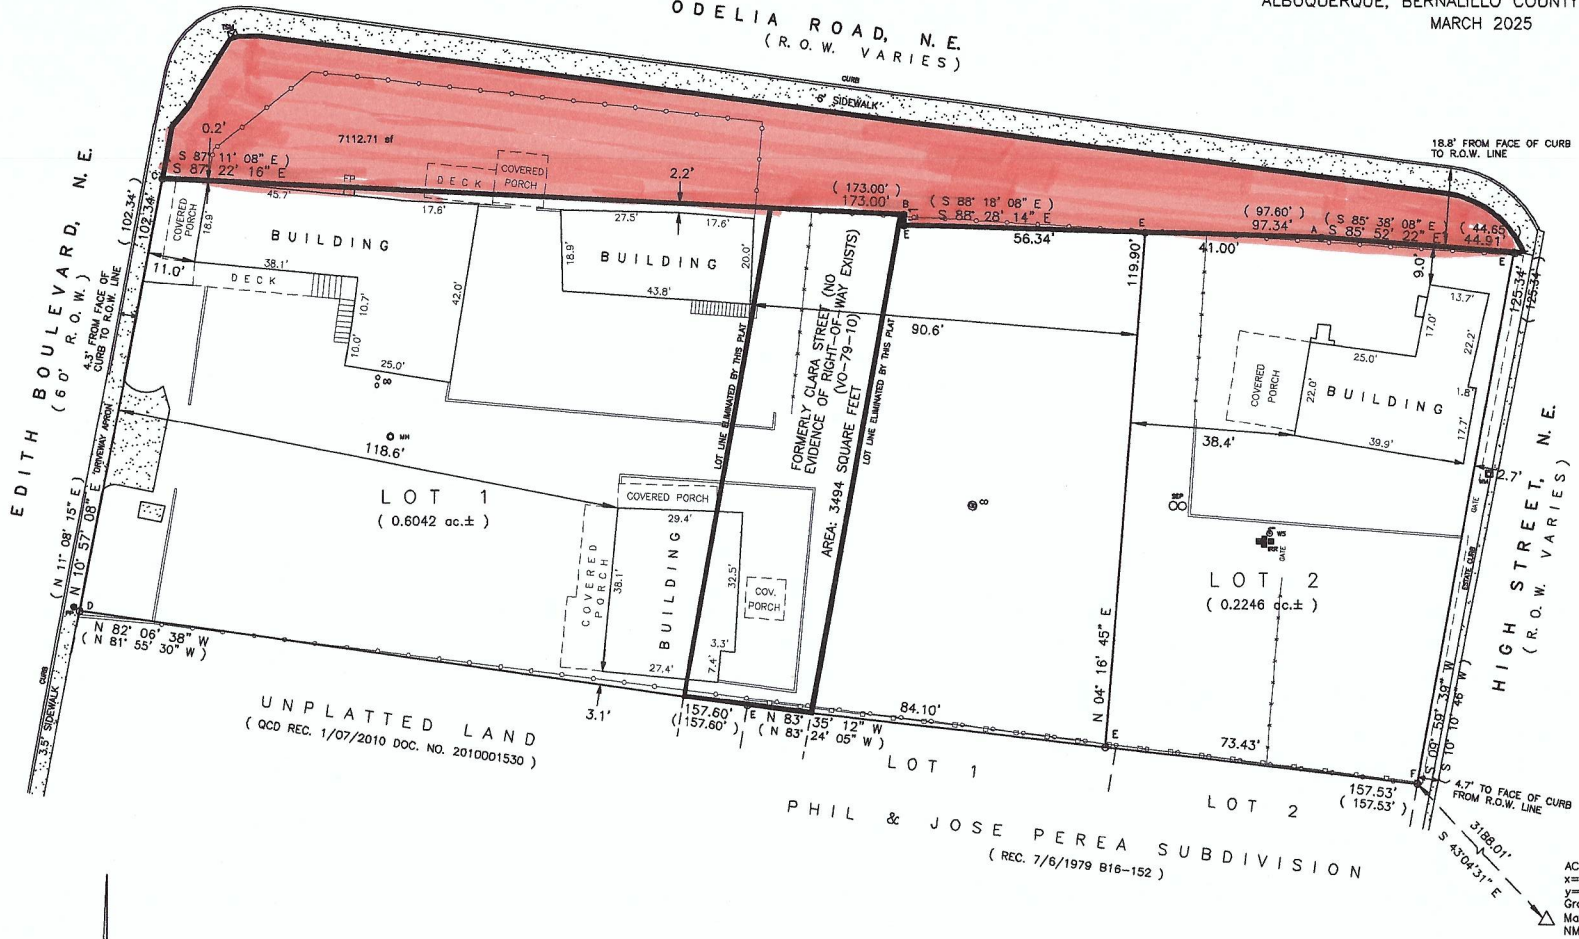 ALBUQUERQUE, BERNALILLO COUNTY
MARCH 2025
ODELIA ROAD, N. E.
( R. O. W. VARIES )
CURB
6' SIDEWALK
18.8' FROM FACE OF CURB
TO R.O.W. LINE
7112.71 sf
0.2'
( S 87° 11' 08" E )
S 87° 22' 16" E
C
FP
45.7'
17.6'
DECK
COVERED
PORCH
2.2'
( 173.00' )
173.00'
B
E
( S 88° 18' 08" E )
S 88° 28' 14" E
56.34'
E
( 97.60' )
97.34'
A
( S 85° 38' 08" E )
S 85° 52' 22" E
( 44.65' )
44.91'
41.00'
E
EDITH BOULEVARD, N. E.
( 60' R. O. W. )
4.3' FROM FACE OF
CURB TO R.O.W. LINE
( 102.34' )
102.34'
COVERED
PORCH
18.9'
BUILDING
11.0'
38.1'
DECK
10.7'
10.0'
25.0'
42.0'
27.5'
17.6'
18.9'
BUILDING
20.0'
43.8'
LOT LINE ELIMINATED BY THIS PLAT
FORMERLY CLARA STREET (NO
EVIDENCE OF RIGHT-OF-WAY EXISTS)
(VO-79-10)
AREA: 3494 SQUARE FEET
LOT LINE ELIMINATED BY THIS PLAT
90.6'
119.90'
9.0'
13.7'
17.0'
22.2'
25.0'
COVERED
PORCH
22.0'
BUILDING
1.8'
17.7'
39.9'
38.4'
125.34'
( 125.34' )
2.7'
HIGH STREET, N. E.
( R. O. W. VARIES )
GATE
ESTATE CURB
DRIVEWAY APRON
118.6'
MH
CO
LOT 1
( 0.6042 ac.± )
COVERED PORCH
29.4'
COVERED
PORCH
38.1'
BUILDING
32.5'
COV.
PORCH
3.3'
7.4'
27.4'
CO
SEP
WS
GATE
LOT 2
( 0.2246 ac.± )
( N 11° 08' 15" E )
N 10° 57' 08" E
D
N 82° 06' 38" W
( N 81° 55' 30" W )
CURB
3.5' SIDEWALK
UNPLATTED LAND
( QCD REC. 1/07/2010 DOC. NO. 2010001530 )
3.1'
157.60'
( 157.60' )
E
N 83° 35' 12" W
( N 83° 24' 05" W )
84.10'
N 04° 16' 45" E
E
73.43'
F
S 09° 59' 39" W
( S 10° 10' 46" W )
4.7' TO FACE OF CURB
FROM R.O.W. LINE
157.53'
( 157.53' )
LOT 1
LOT 2
PHIL & JOSE PEREA SUBDIVISION
( REC. 7/6/1979 B16-152 )
3188.01'
S 43°04'31" E
AC
x=
y=
Gro
Ma
NM